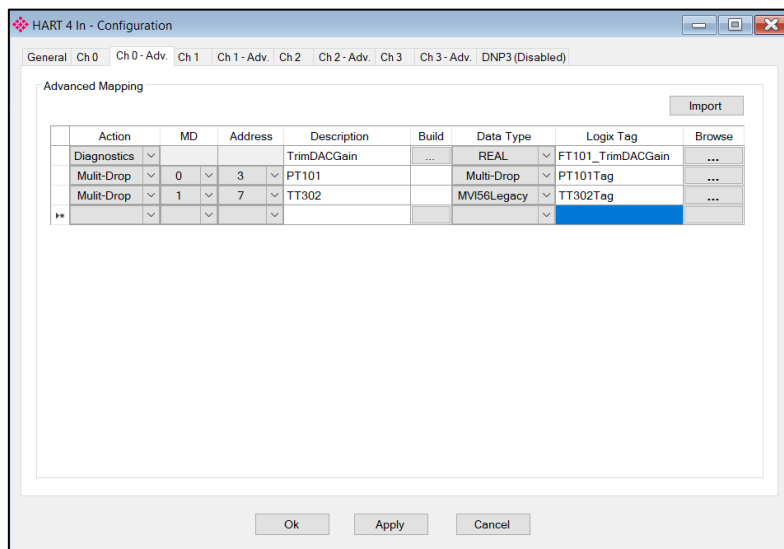 HART 4 In - Configuration
General Ch 0 Ch 0 - Adv. Ch 1 Ch 1 - Adv. Ch 2 Ch 2 - Adv. Ch 3 Ch 3 - Adv. DNP3 (Disabled)
Advanced Mapping
Import
Action MD Address Description Build Data Type Logix Tag Browse
Diagnostics TrimDACGain ... REAL FT101_TrimDACGain ...
Mulit-Drop 0 3 PT101 Multi-Drop PT101Tag ...
Mulit-Drop 1 7 TT302 MVI56Legacy TT302Tag ...
Ok Apply Cancel